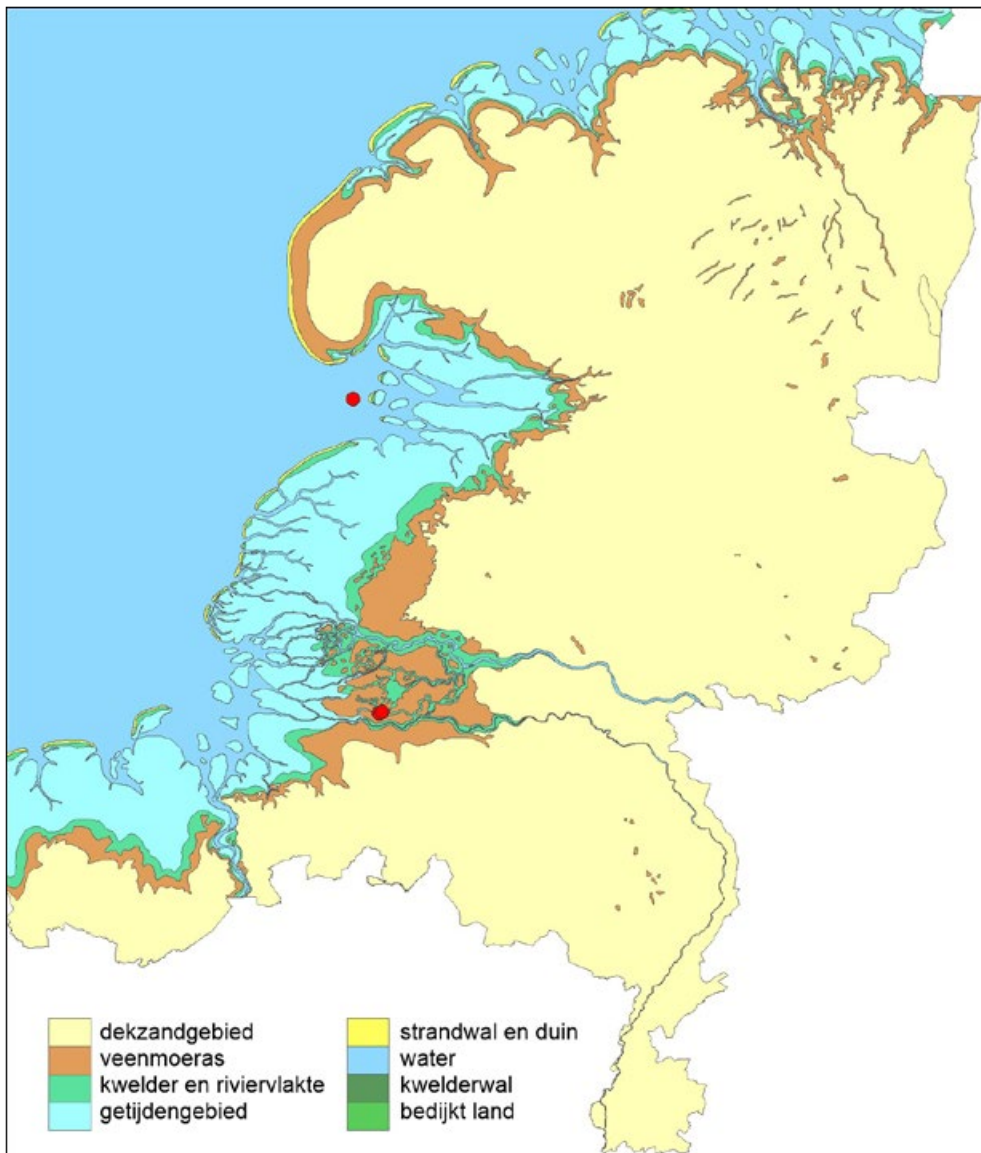 dekzandgebied
veenmoeras
kwelder en riviervlakte
getijdengebied
strandwal en duin
water
kwelderwal
bedijkt land